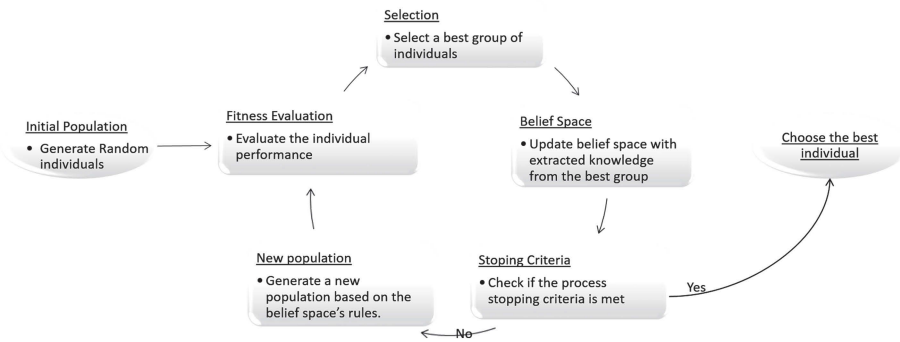 Initial Population
• Generate Random
individuals
Fitness Evaluation
• Evaluate the individual
performance
Selection
• Select a best group of
individuals
Belief Space
• Update belief space with
extracted knowledge
from the best group
Stoping Criteria
• Check if the process
stopping criteria is met
No
New population
• Generate a new
population based on the
belief space’s rules.
Yes
Choose the best
individual